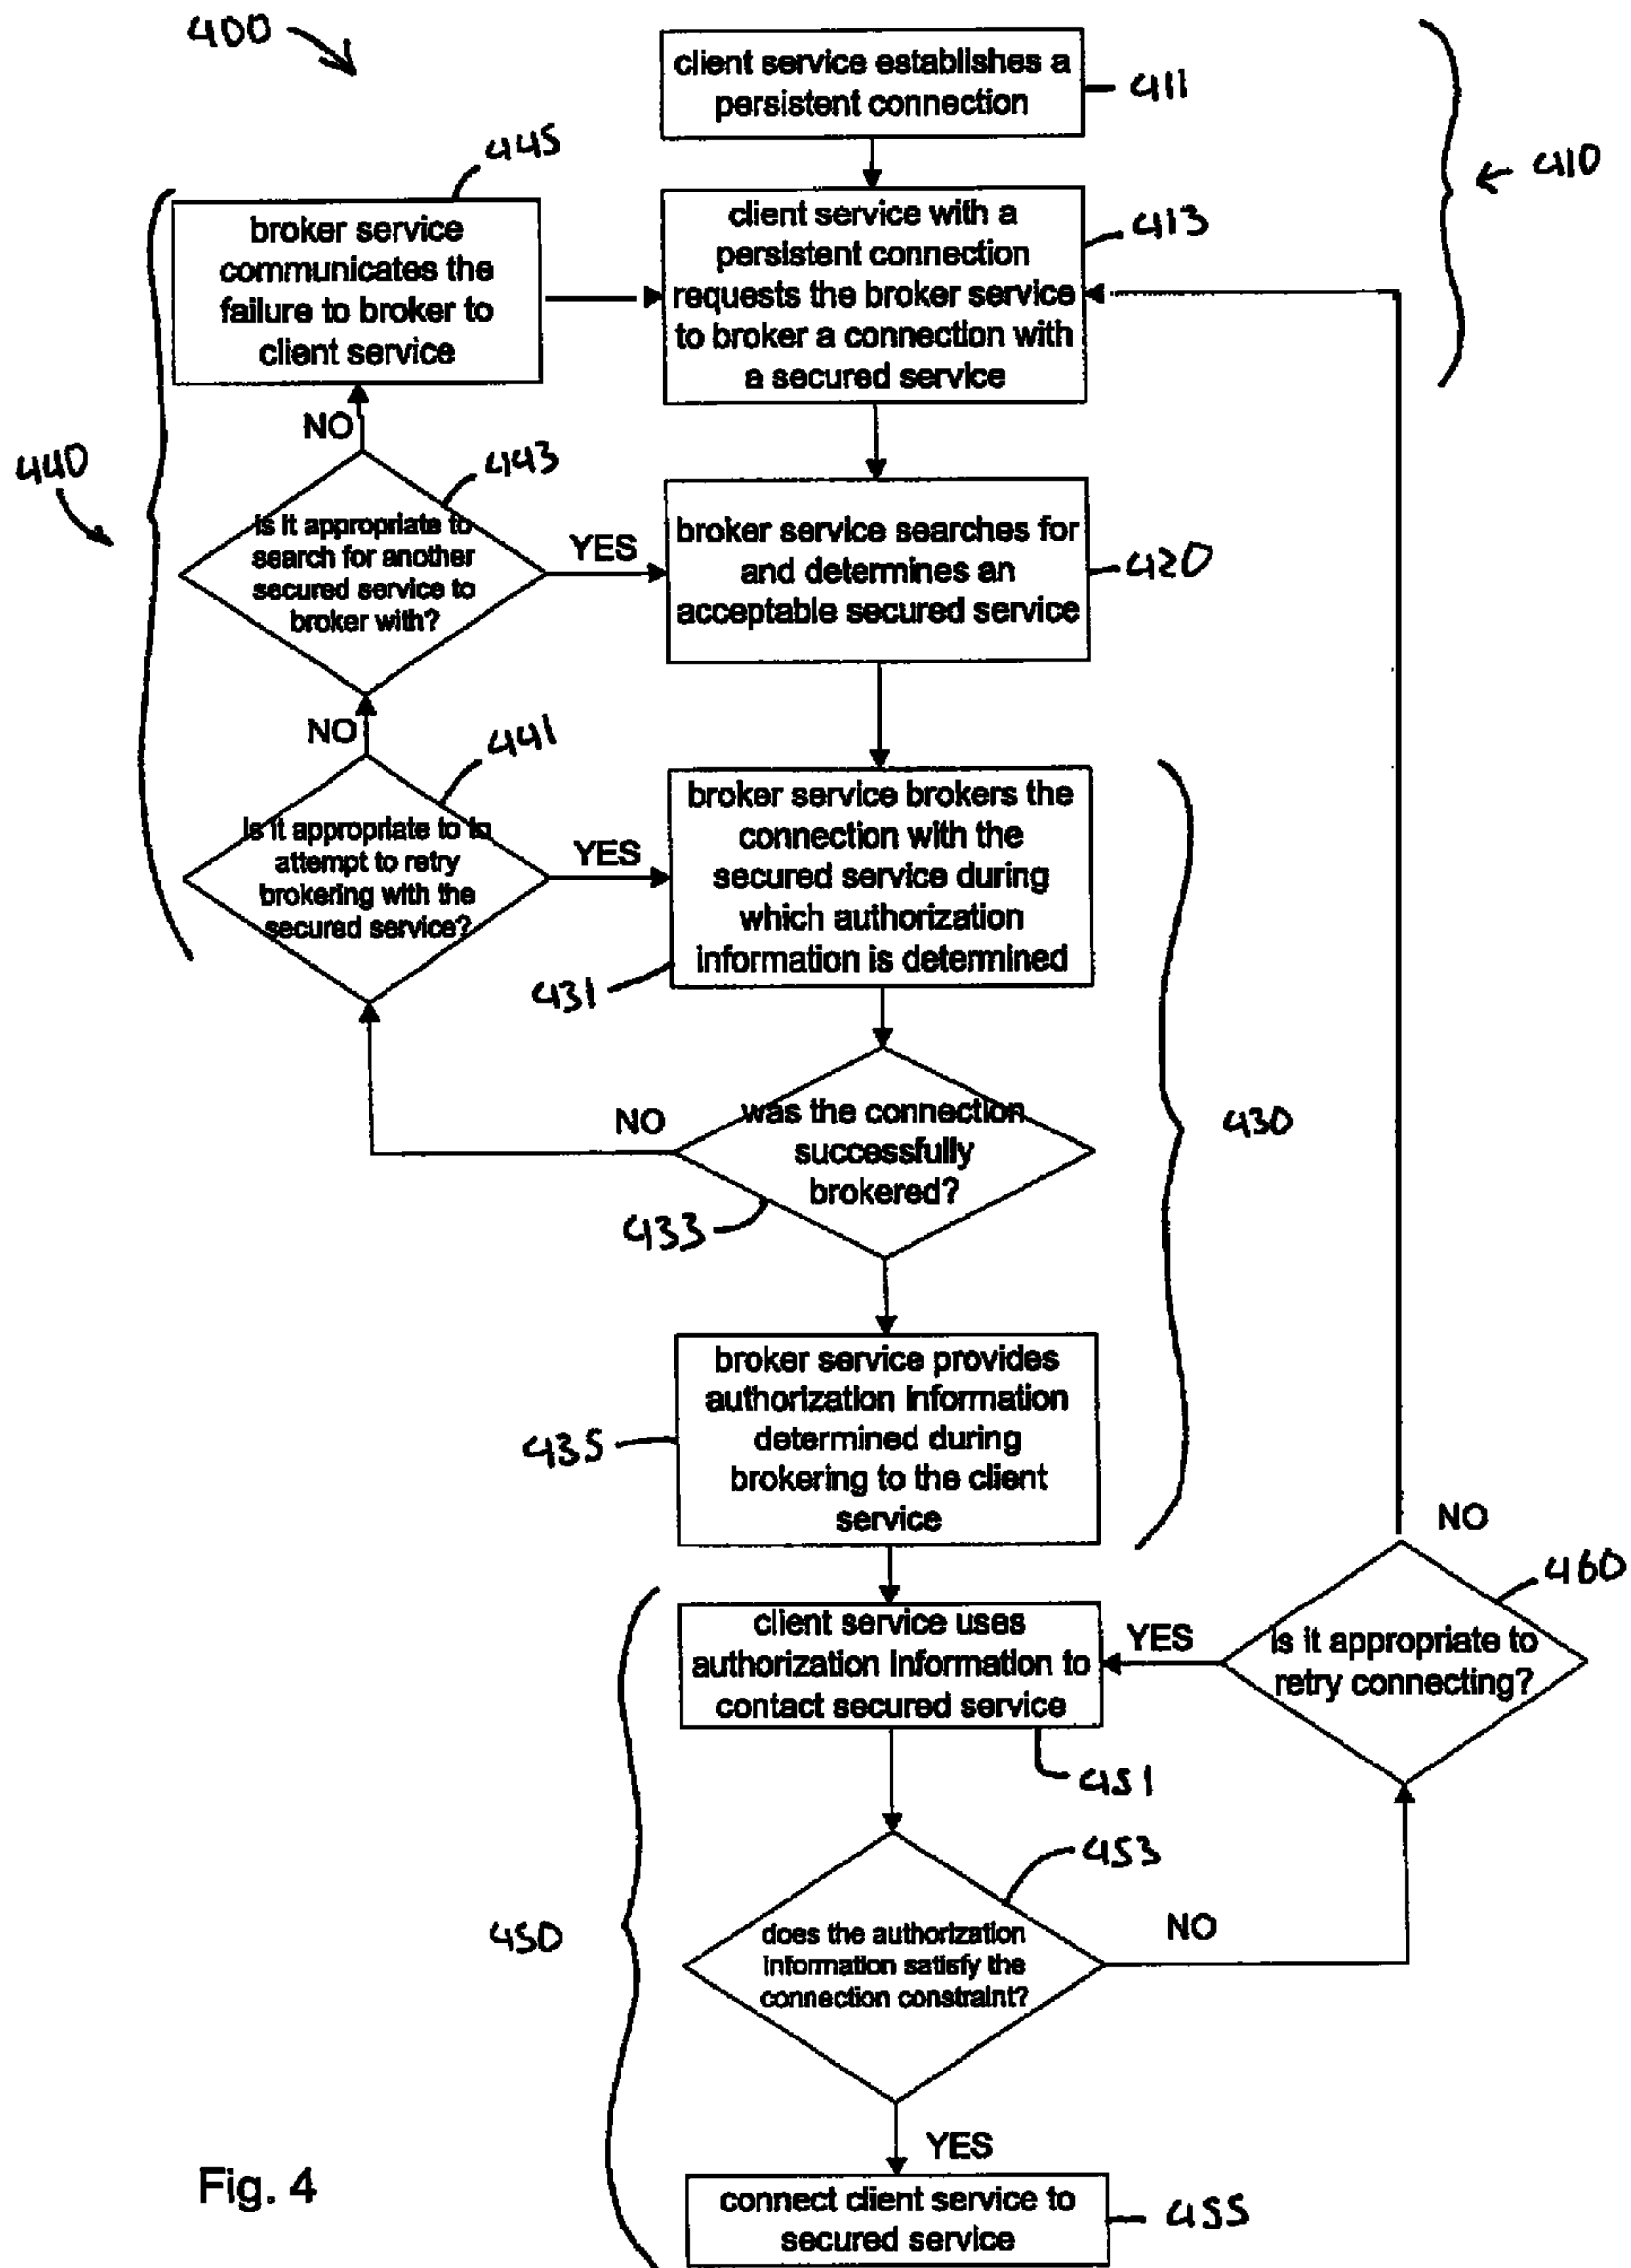 400
client service establishes a
persistent connection
411
410
445
broker service
communicates the
failure to broker to
client service
client service with a
persistent connection
requests the broker service
to broker a connection with
a secured service
413
NO
440
443
is it appropriate to
search for another
secured service to
broker with?
YES
broker service searches for
and determines an
acceptable secured service
420
NO
441
is it appropriate to to
attempt to retry
brokering with the
secured service?
YES
broker service brokers the
connection with the
secured service during
which authorization
information is determined
431
430
NO
was the connection
successfully
brokered?
433
broker service provides
authorization information
determined during
brokering to the client
service
435
NO
460
is it appropriate to
retry connecting?
YES
client service uses
authorization information to
contact secured service
451
453
450
does the authorization
information satisfy the
connection constraint?
NO
YES
connect client service to
secured service
455
Fig. 4